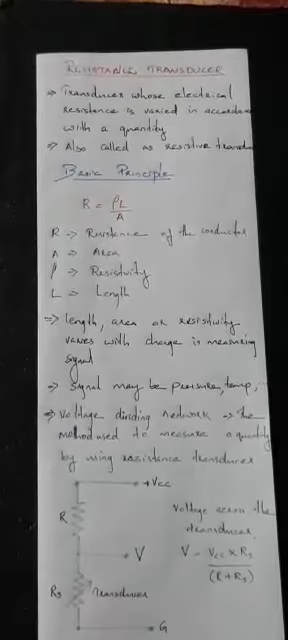 RESISTANCE TRANSDUCER
⇒ Transducer whose electrical
resistance is varied in accordan
with a quantity
⇒ Also called as resistive transdu
Basic Principle
R = ρL/A
R ⇒ Resistance of the conductor
A ⇒ Area
ρ ⇒ Resistivity
L ⇒ Length
⇒ length, area or resistivity
varies with change is measuring
signal
⇒ signal may be pressure, temp,
⇒ Voltage dividing network ⇒ the
method used to measure a quantity
by using resistance transducer
+Vcc
R
Voltage across the
transducer
V
V = Vcc × Rs / (R + Rs)
Rs
Transducer
G